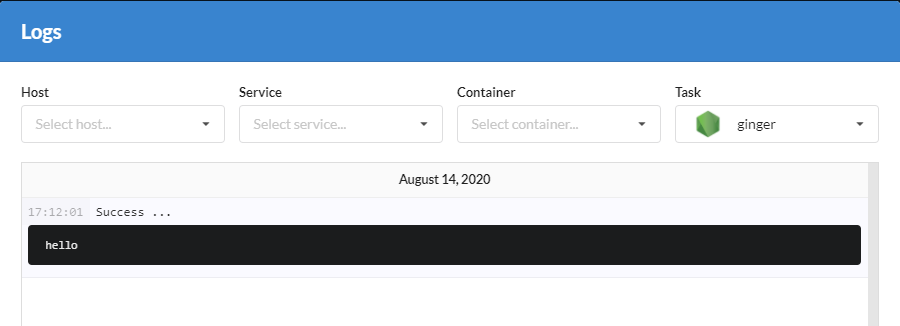 Logs
Host Service Container Task
Select host... Select service... Select container... ginger
August 14, 2020
17:12:01 Success ...
hello